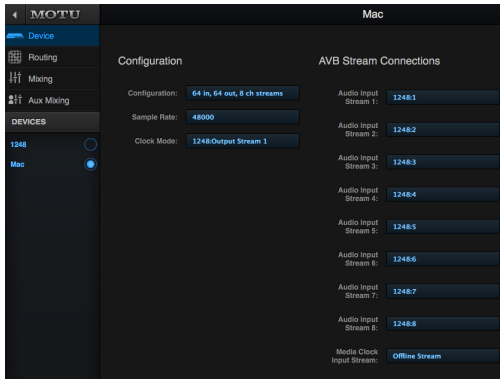 MOTU
Mac
Device
Routing
Mixing
Aux Mixing
DEVICES
1248
Mac
Configuration
Configuration: 64 in, 64 out, 8 ch streams
Sample Rate: 48000
Clock Mode: 1248:Output Stream 1
AVB Stream Connections
Audio Input
Stream 1: 1248:1
Audio Input
Stream 2: 1248:2
Audio Input
Stream 3: 1248:3
Audio Input
Stream 4: 1248:4
Audio Input
Stream 5: 1248:5
Audio Input
Stream 6: 1248:6
Audio Input
Stream 7: 1248:7
Audio Input
Stream 8: 1248:8
Media Clock
Input Stream: Offline Stream